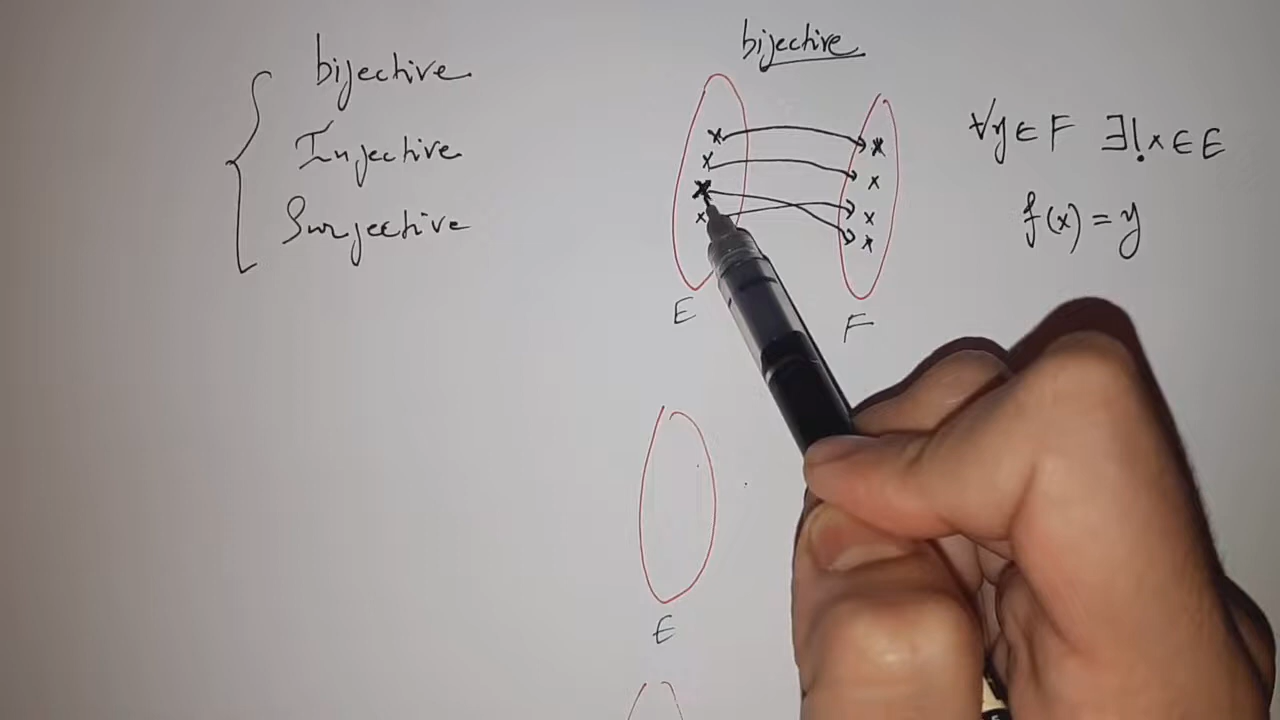 bijective
Injective
Surjective
bijective
E
F
∀y∈F ∃!x∈E
f(x)=y
E